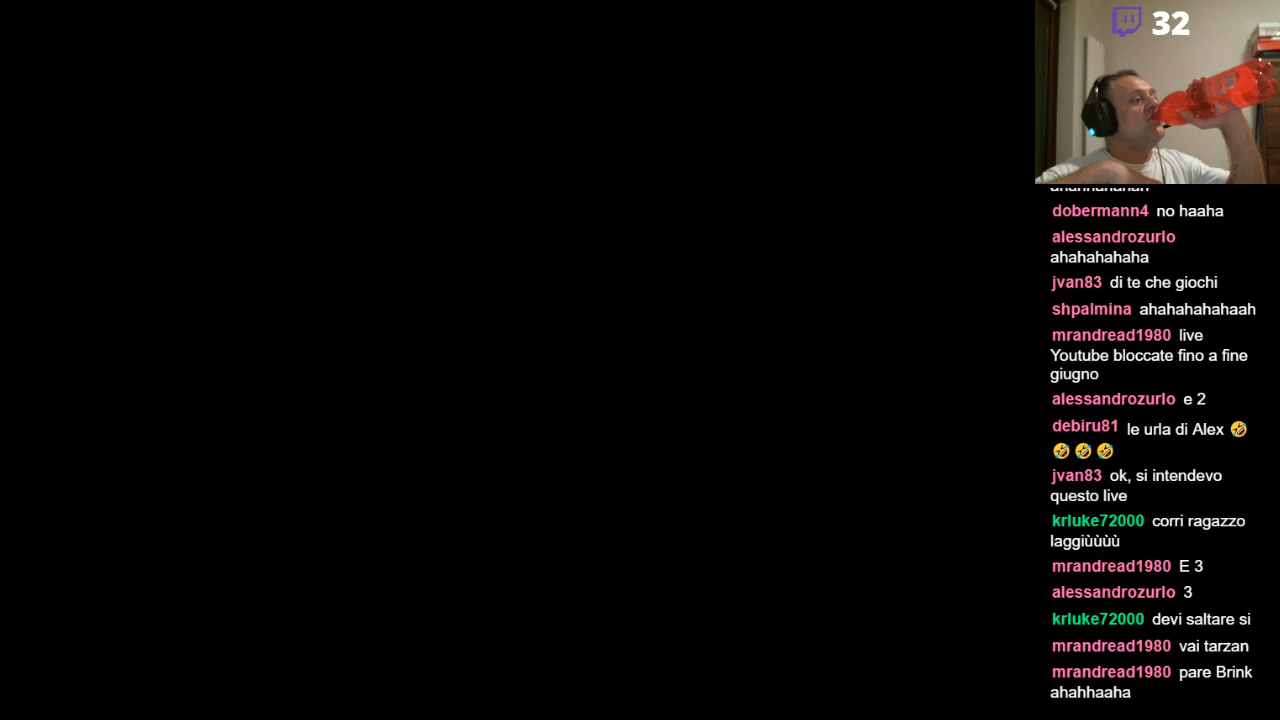 32
dobermann4 no haaha
alessandrozurlo
ahahahahaha
jvan83 di te che giochi
shpalmina ahahahahahaah
mrandread1980 live
Youtube bloccate fino a fine
giugno
alessandrozurlo e 2
debiru81 le urla di Alex 🤣
🤣 🤣 🤣
jvan83 ok, si intendevo
questo live
krluke72000 corri ragazzo
laggiùùùù
mrandread1980 E 3
alessandrozurlo 3
krluke72000 devi saltare si
mrandread1980 vai tarzan
mrandread1980 pare Brink
ahahhaaha